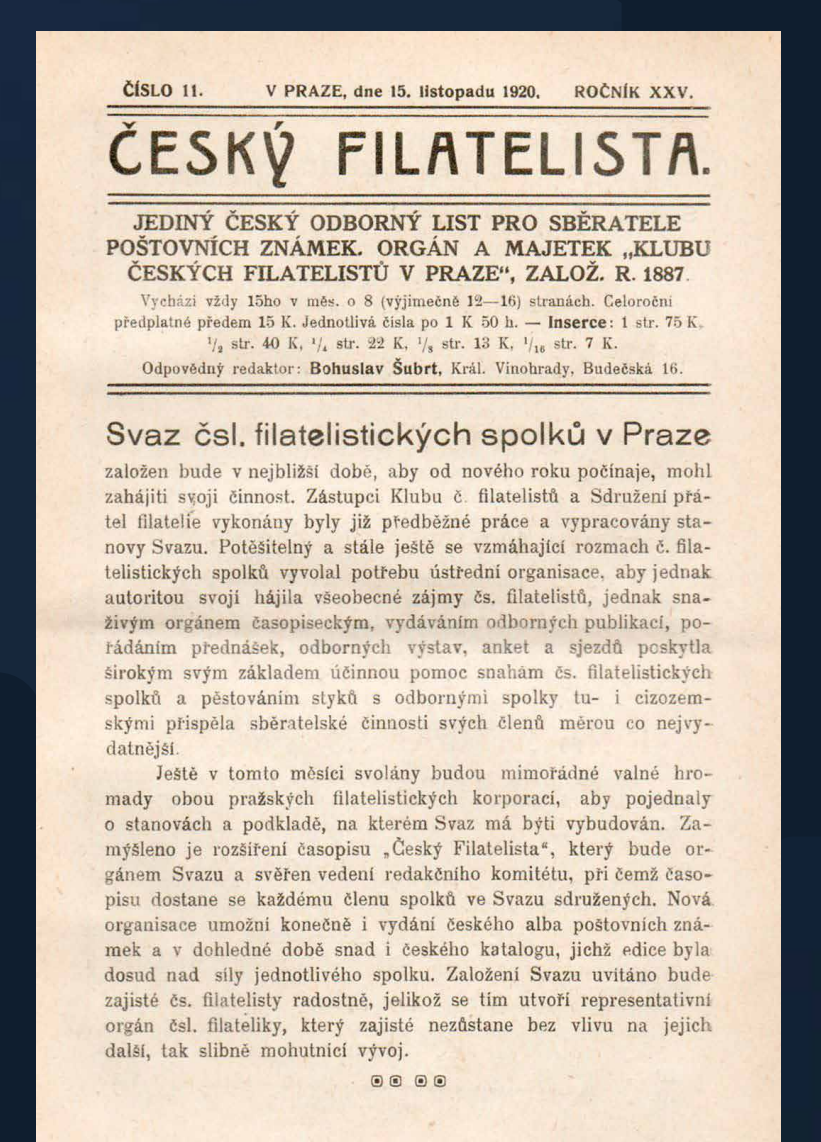 ČÍSLO 11. V PRAZE, dne 15. listopadu 1920. ROČNÍK XXV.
ČESKÝ FILATELISTA.
JEDINÝ ČESKÝ ODBORNÝ LIST PRO SBĚRATELE
POŠTOVNÍCH ZNÁMEK. ORGÁN A MAJETEK „KLUBU
ČESKÝCH FILATELISTŮ V PRAZE“, ZALOŽ. R. 1887.
Vychází vždy 15ho v měs. o 8 (výjimečně 12—16) stranách. Celoroční
předplatné předem 15 K. Jednotlivá čísla po 1 K 50 h. — Inserce: 1 str. 75 K,
1/2 str. 40 K, 1/4 str. 22 K, 1/8 str. 13 K, 1/16 str. 7 K.
Odpovědný redaktor: Bohuslav Šubrt, Král. Vinohrady, Budečská 16.
Svaz čsl. filatelistických spolků v Praze
založen bude v nejbližší době, aby od nového roku počínaje, mohl
zahájiti svoji činnost. Zástupci Klubu č. filatelistů a Sdružení přá-
tel filatelie vykonány byly již předběžné práce a vypracovány sta-
novy Svazu. Potěšitelný a stále ještě se vzmáhající rozmach č. fila-
telistických spolků vyvolal potřebu ústřední organisace, aby jednak
autoritou svojí hájila všeobecné zájmy čs. filatelistů, jednak sna-
živým orgánem časopiseckým, vydáváním odborných publikací, po-
řádáním přednášek, odborných výstav, anket a sjezdů poskytla
širokým svým základem účinnou pomoc snahám čs. filatelistických
spolků a pěstováním styků s odbornými spolky tu- i cizozem-
skými přispěla sběratelské činnosti svých členů měrou co nejvy-
datnější.
Ještě v tomto měsíci svolány budou mimořádné valné hro-
mady obou pražských filatelistických korporací, aby pojednaly
o stanovách a podkladě, na kterém Svaz má býti vybudován. Za-
mýšleno je rozšíření časopisu „Český Filatelista“, který bude or-
gánem Svazu a svěřen vedení redakčního komitétu, při čemž časo-
pisu dostane se každému členu spolků ve Svazu sdružených. Nová
organisace umožní konečně i vydání českého alba poštovních zná-
mek a v dohledné době snad i českého katalogu, jichž edice byla
dosud nad síly jednotlivého spolku. Založení Svazu uvítáno bude
zajisté čs. filatelisty radostně, jelikož se tím utvoří representativní
orgán čsl. filateliky, který zajisté nezůstane bez vlivu na jejich
další, tak slibně mohutnící vývoj.